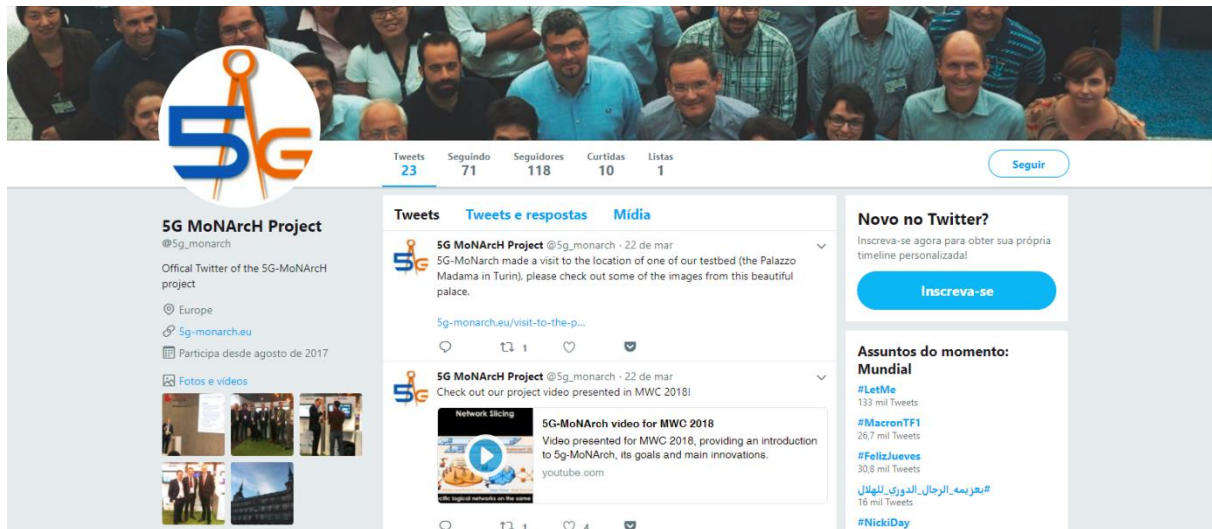 5G
Tweets
23
Seguindo
71
Seguidores
118
Curtidas
10
Listas
1
Seguir
5G MoNArcH Project
@5g_monarch
Offical Twitter of the 5G-MoNArcH
project
Europe
5g-monarch.eu
Participa desde agosto de 2017
Fotos e vídeos
Tweets
Tweets e respostas
Mídia
5G MoNArcH Project @5g_monarch · 22 de mar
5G-MoNarch made a visit to the location of one of our testbed (the Palazzo
Madama in Turin), please check out some of the images from this beautiful
palace.
5g-monarch.eu/visit-to-the-p...
1
5G MoNArcH Project @5g_monarch · 22 de mar
Check out our project video presented in MWC 2018!
Network Slicing
cific logical networks on the same
5G-MoNArch video for MWC 2018
Video presented for MWC 2018, providing an introduction
to 5g-MoNArch, its goals and main innovations.
youtube.com
1
4
Novo no Twitter?
Inscreva-se agora para obter sua própria
timeline personalizada!
Inscreva-se
Assuntos do momento:
Mundial
#LetMe
133 mil Tweets
#MacronTF1
26,7 mil Tweets
#FelizJueves
30,8 mil Tweets
#بعزيمه_الرجال_الدوري_للهلال
16 mil Tweets
#NickiDay